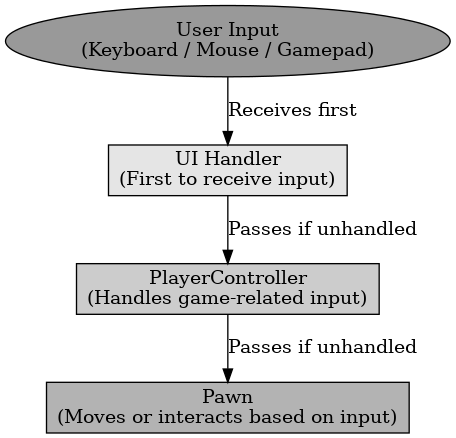 User Input
(Keyboard / Mouse / Gamepad)
Receives first
UI Handler
(First to receive input)
Passes if unhandled
PlayerController
(Handles game-related input)
Passes if unhandled
Pawn
(Moves or interacts based on input)